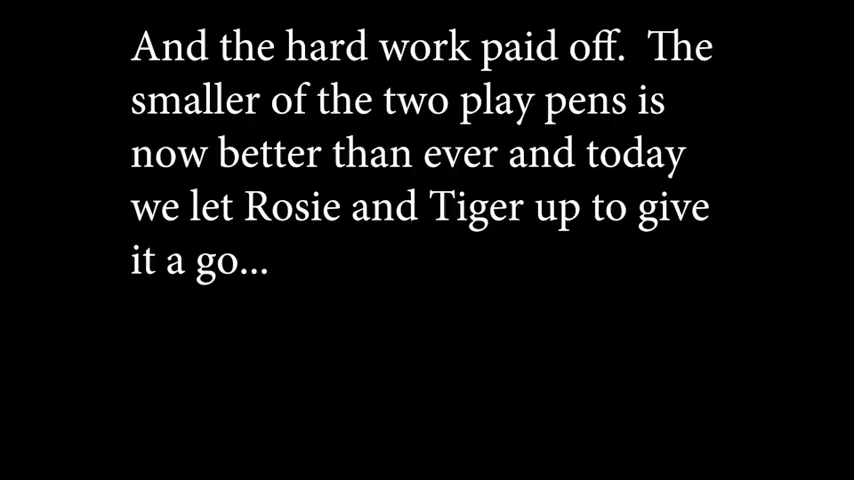 And the hard work paid off.  The
smaller of the two play pens is
now better than ever and today
we let Rosie and Tiger up to give
it a go...